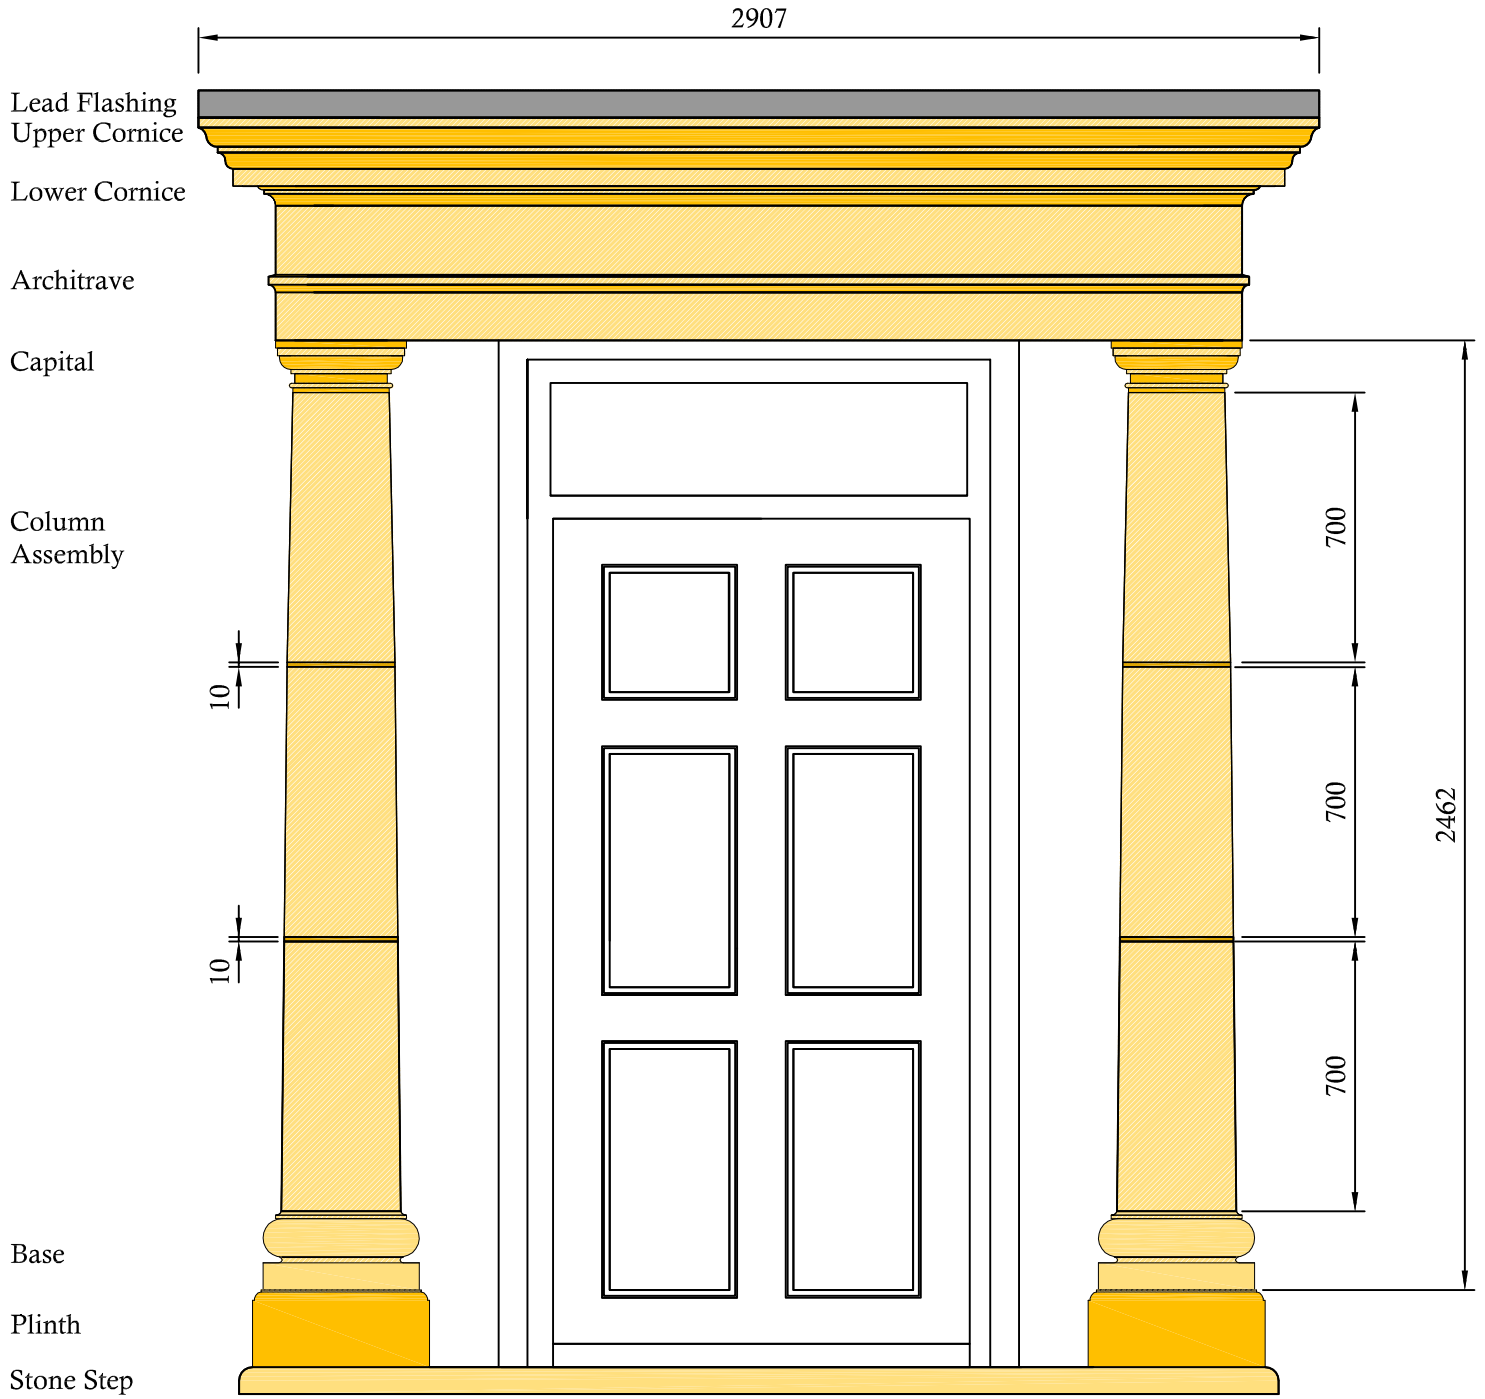 2907
Lead Flashing
Upper Cornice
Lower Cornice
Architrave
Capital
Column
Assembly
700
10
700
2462
10
700
Base
Plinth
Stone Step